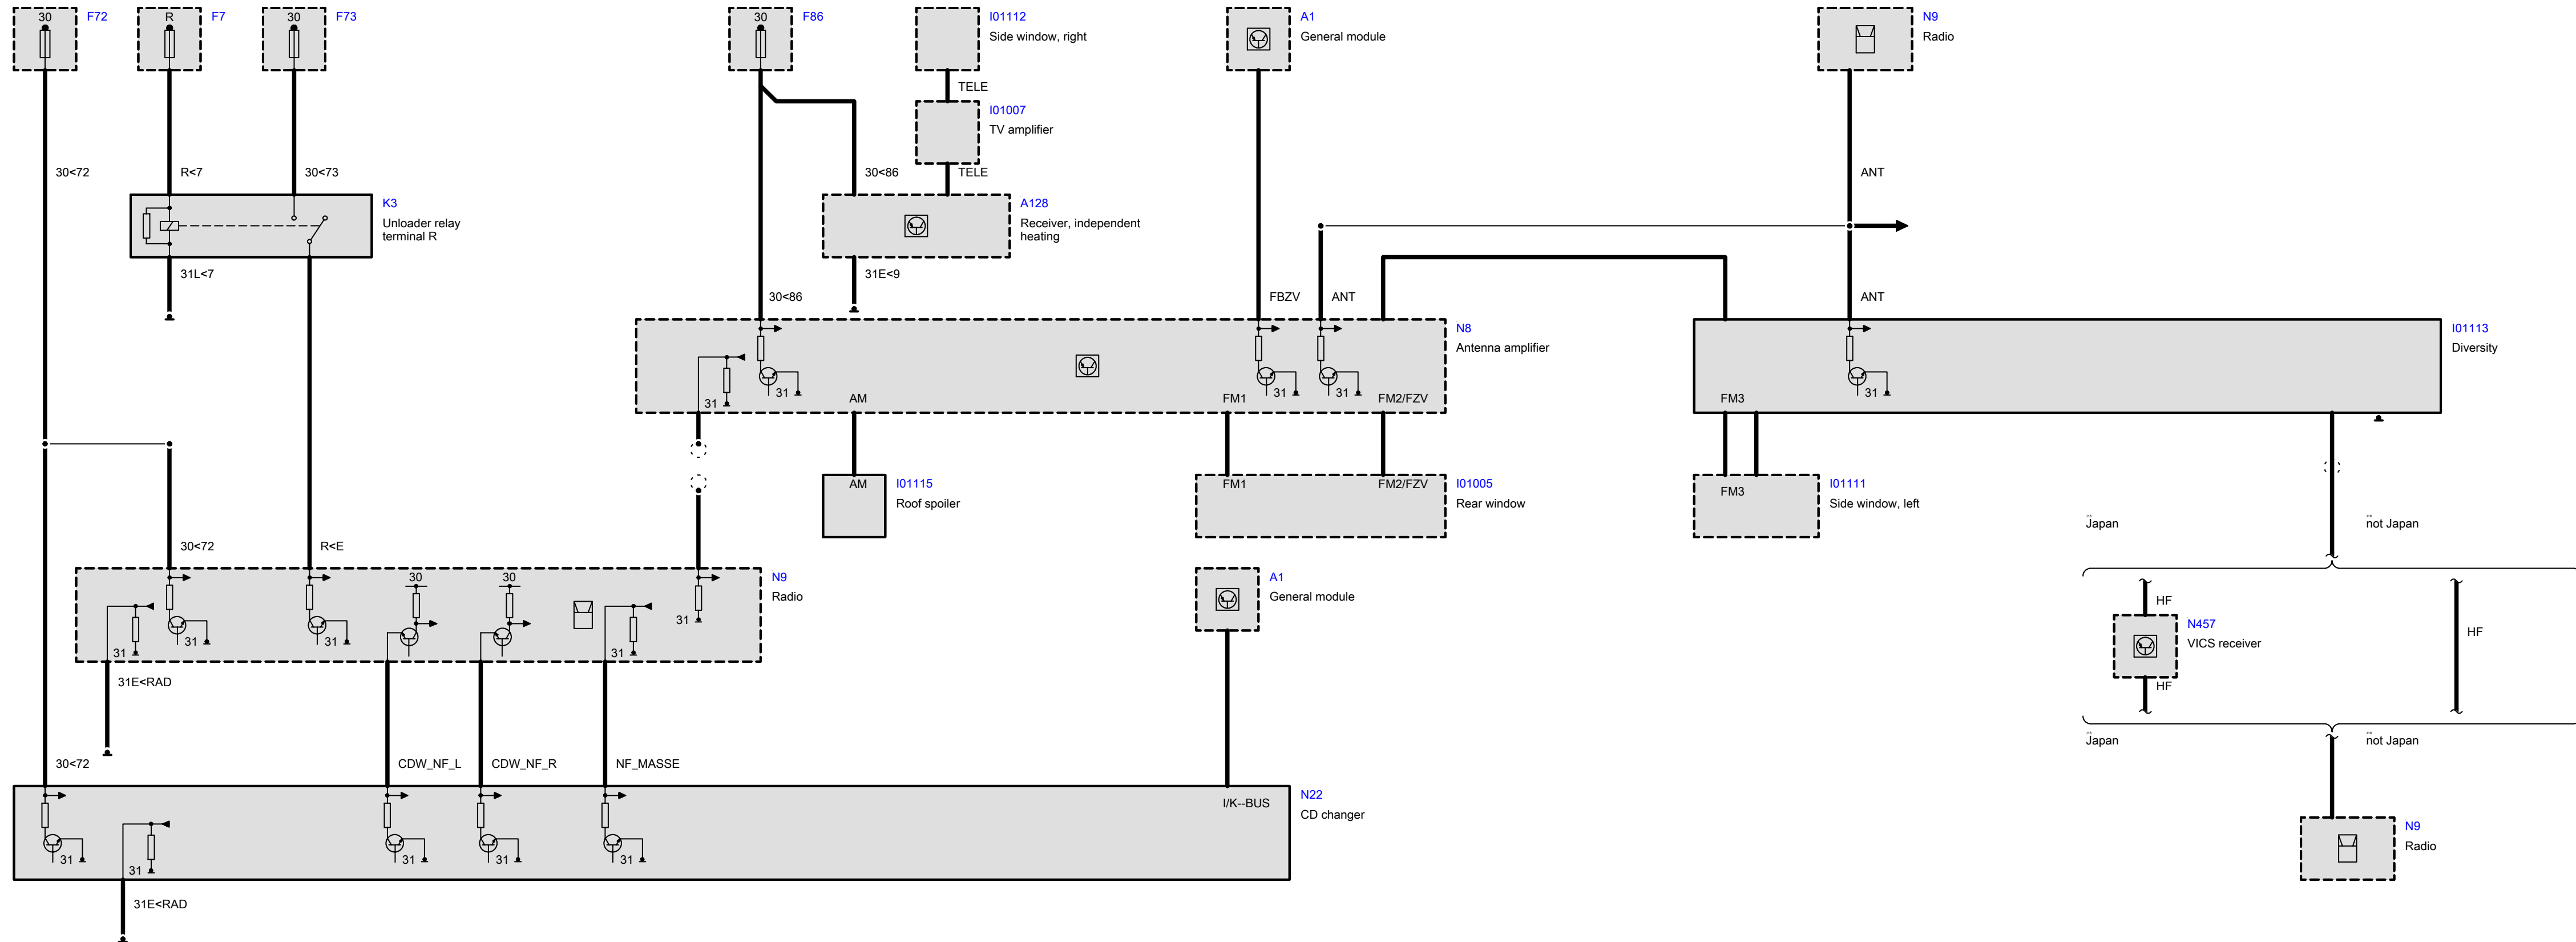 30
F72
R
F7
30
F73
30
F86
I01112
Side window, right
A1
General module
N9
Radio
TELE
I01007
TV amplifier
30<72
R<7
30<73
30<86
TELE
ANT
K3
Unloader relay
terminal R
A128
Receiver, independent
heating
31L<7
31E<9
30<86
FBZV
ANT
ANT
N8
Antenna amplifier
I01113
Diversity
31
31
31
31
31
AM
FM1
FM2/FZV
FM3
AM
I01115
Roof spoiler
FM1
FM2/FZV
I01005
Rear window
FM3
I01111
Side window, left
Japan
not Japan
30<72
R<E
30
30
N9
Radio
A1
General module
HF
31
31
31
31
31
N457
VICS receiver
HF
31E<RAD
HF
Japan
not Japan
30<72
CDW_NF_L
CDW_NF_R
NF_MASSE
I/K--BUS
N22
CD changer
N9
Radio
31
31
31
31
31
31E<RAD